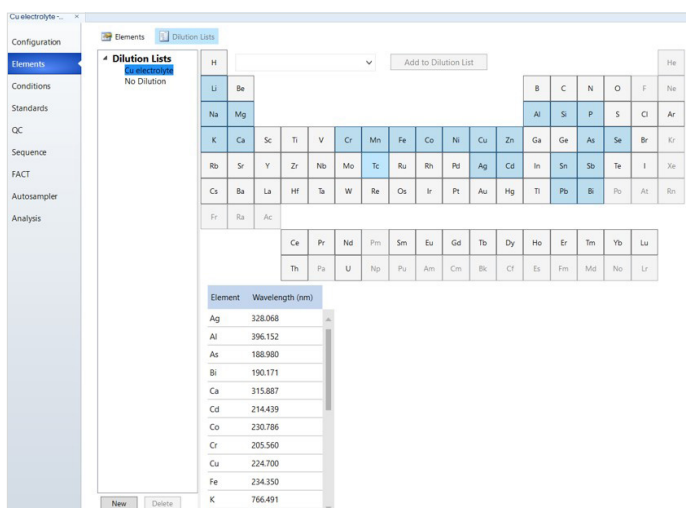 Cu electrolyte -... ×
Configuration
Elements
Conditions
Standards
QC
Sequence
FACT
Autosampler
Analysis
Elements Dilution Lists
Dilution Lists
Cu electrolyte
No Dilution
New Delete
Add to Dilution List
H He
Li Be B C N O F Ne
Na Mg Al Si P S Cl Ar
K Ca Sc Ti V Cr Mn Fe Co Ni Cu Zn Ga Ge As Se Br Kr
Rb Sr Y Zr Nb Mo Tc Ru Rh Pd Ag Cd In Sn Sb Te I Xe
Cs Ba La Hf Ta W Re Os Ir Pt Au Hg Tl Pb Bi Po At Rn
Fr Ra Ac
Ce Pr Nd Pm Sm Eu Gd Tb Dy Ho Er Tm Yb Lu
Th Pa U Np Pu Am Cm Bk Cf Es Fm Md No Lr
Element Wavelength (nm)
Ag 328.068
Al 396.152
As 188.980
Bi 190.171
Ca 315.887
Cd 214.439
Co 230.786
Cr 205.560
Cu 224.700
Fe 234.350
K 766.491